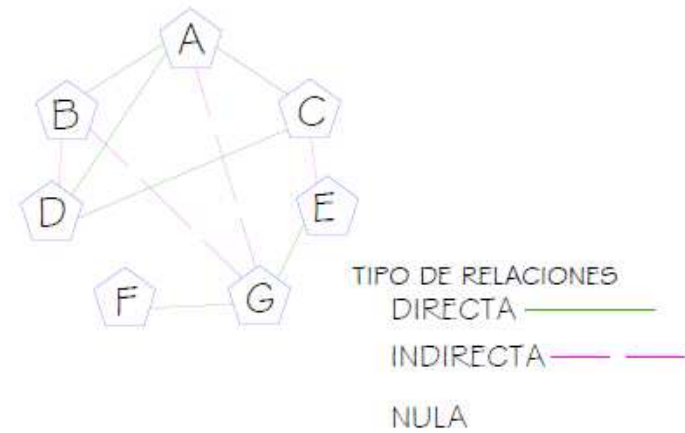 A
B
C
D
E
F
G
TIPO DE RELACIONES
DIRECTA
INDIRECTA
NULA